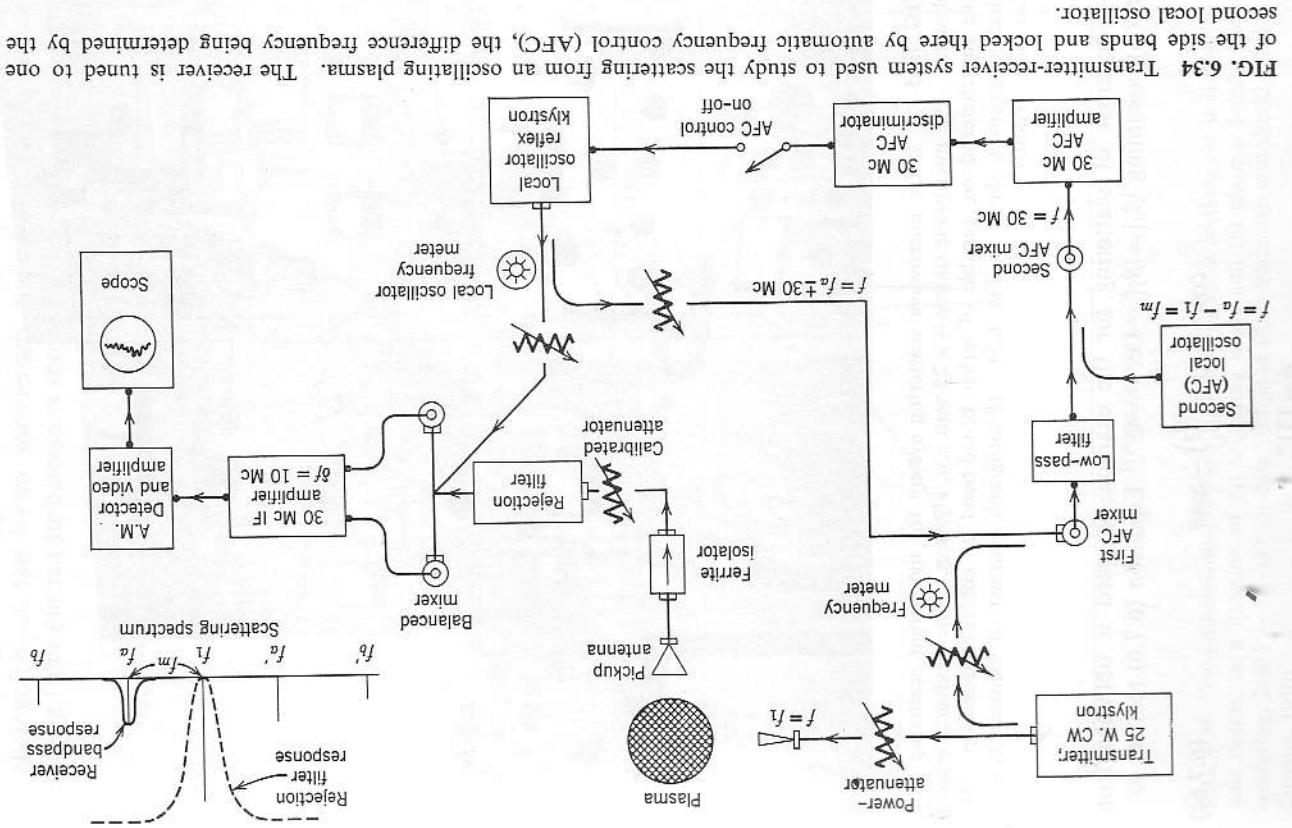 Transmitter,
25 W. CW
klystron
Power-
attenuator
f = f₁
Plasma
Pickup
antenna
Rejection
filter
response
Receiver
bandpass
response
fb' fa' f₁ fm fa fb
Scattering spectrum
Frequency
meter
First
AFC
mixer
Ferrite
isolator
Calibrated
attenuator
Rejection
filter
Balanced
mixer
30 Mc IF
amplifier
δf = 10 Mc
A.M.
Detector
and video
amplifier
Low-pass
filter
Second
(AFC)
local
oscillator
f = fa − f₁ = fm
Second
AFC mixer
f = 30 Mc
f = fa ± 30 Mc
Local oscillator
frequency
meter
Scope
30 Mc
AFC
amplifier
30 Mc
AFC
discriminator
AFC control
on-off
Local
oscillator
reflex
klystron
FIG. 6.34 Transmitter-receiver system used to study the scattering from an oscillating plasma. The receiver is tuned to one
of the side bands and locked there by automatic frequency control (AFC), the difference frequency being determined by the
second local oscillator.